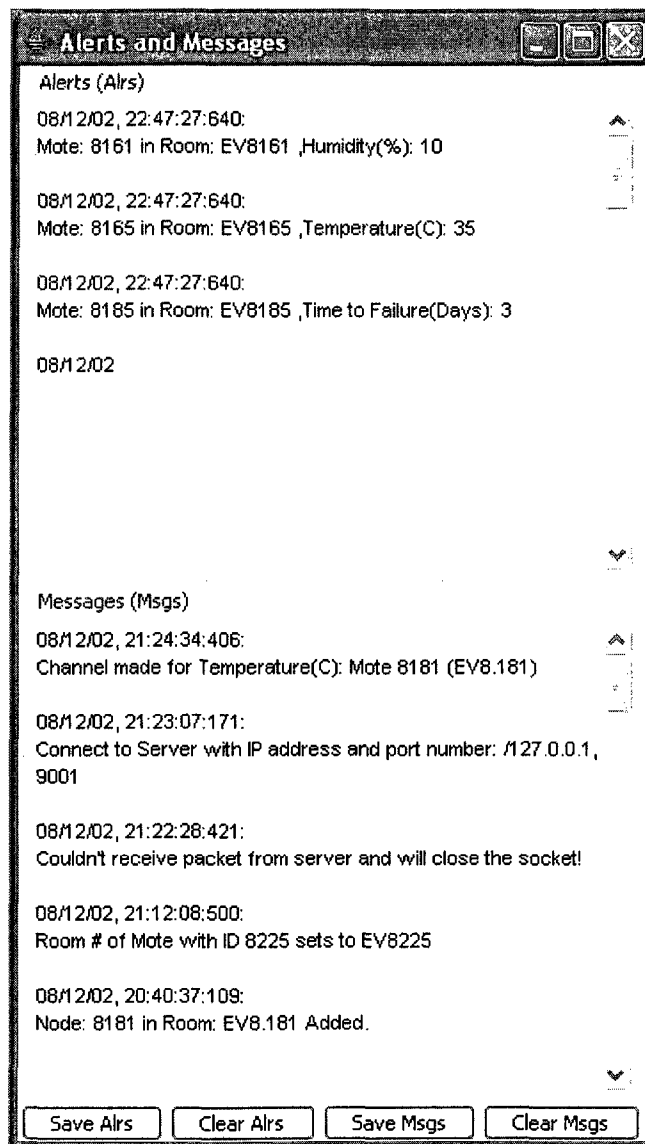 Alerts and Messages
Alerts (Alrs)
08/12/02, 22:47:27:640:
Mote: 8161 in Room: EV8161 ,Humidity(%): 10
08/12/02, 22:47:27:640:
Mote: 8165 in Room: EV8165 ,Temperature(C): 35
08/12/02, 22:47:27:640:
Mote: 8185 in Room: EV8185 ,Time to Failure(Days): 3
08/12/02
Messages (Msgs)
08/12/02, 21:24:34:406:
Channel made for Temperature(C): Mote 8181 (EV8.181)
08/12/02, 21:23:07:171:
Connect to Server with IP address and port number: /127.0.0.1,
9001
08/12/02, 21:22:28:421:
Couldn't receive packet from server and will close the socket!
08/12/02, 21:12:08:500:
Room # of Mote with ID 8225 sets to EV8225
08/12/02, 20:40:37:109:
Node: 8181 in Room: EV8.181 Added.
Save Alrs Clear Alrs Save Msgs Clear Msgs